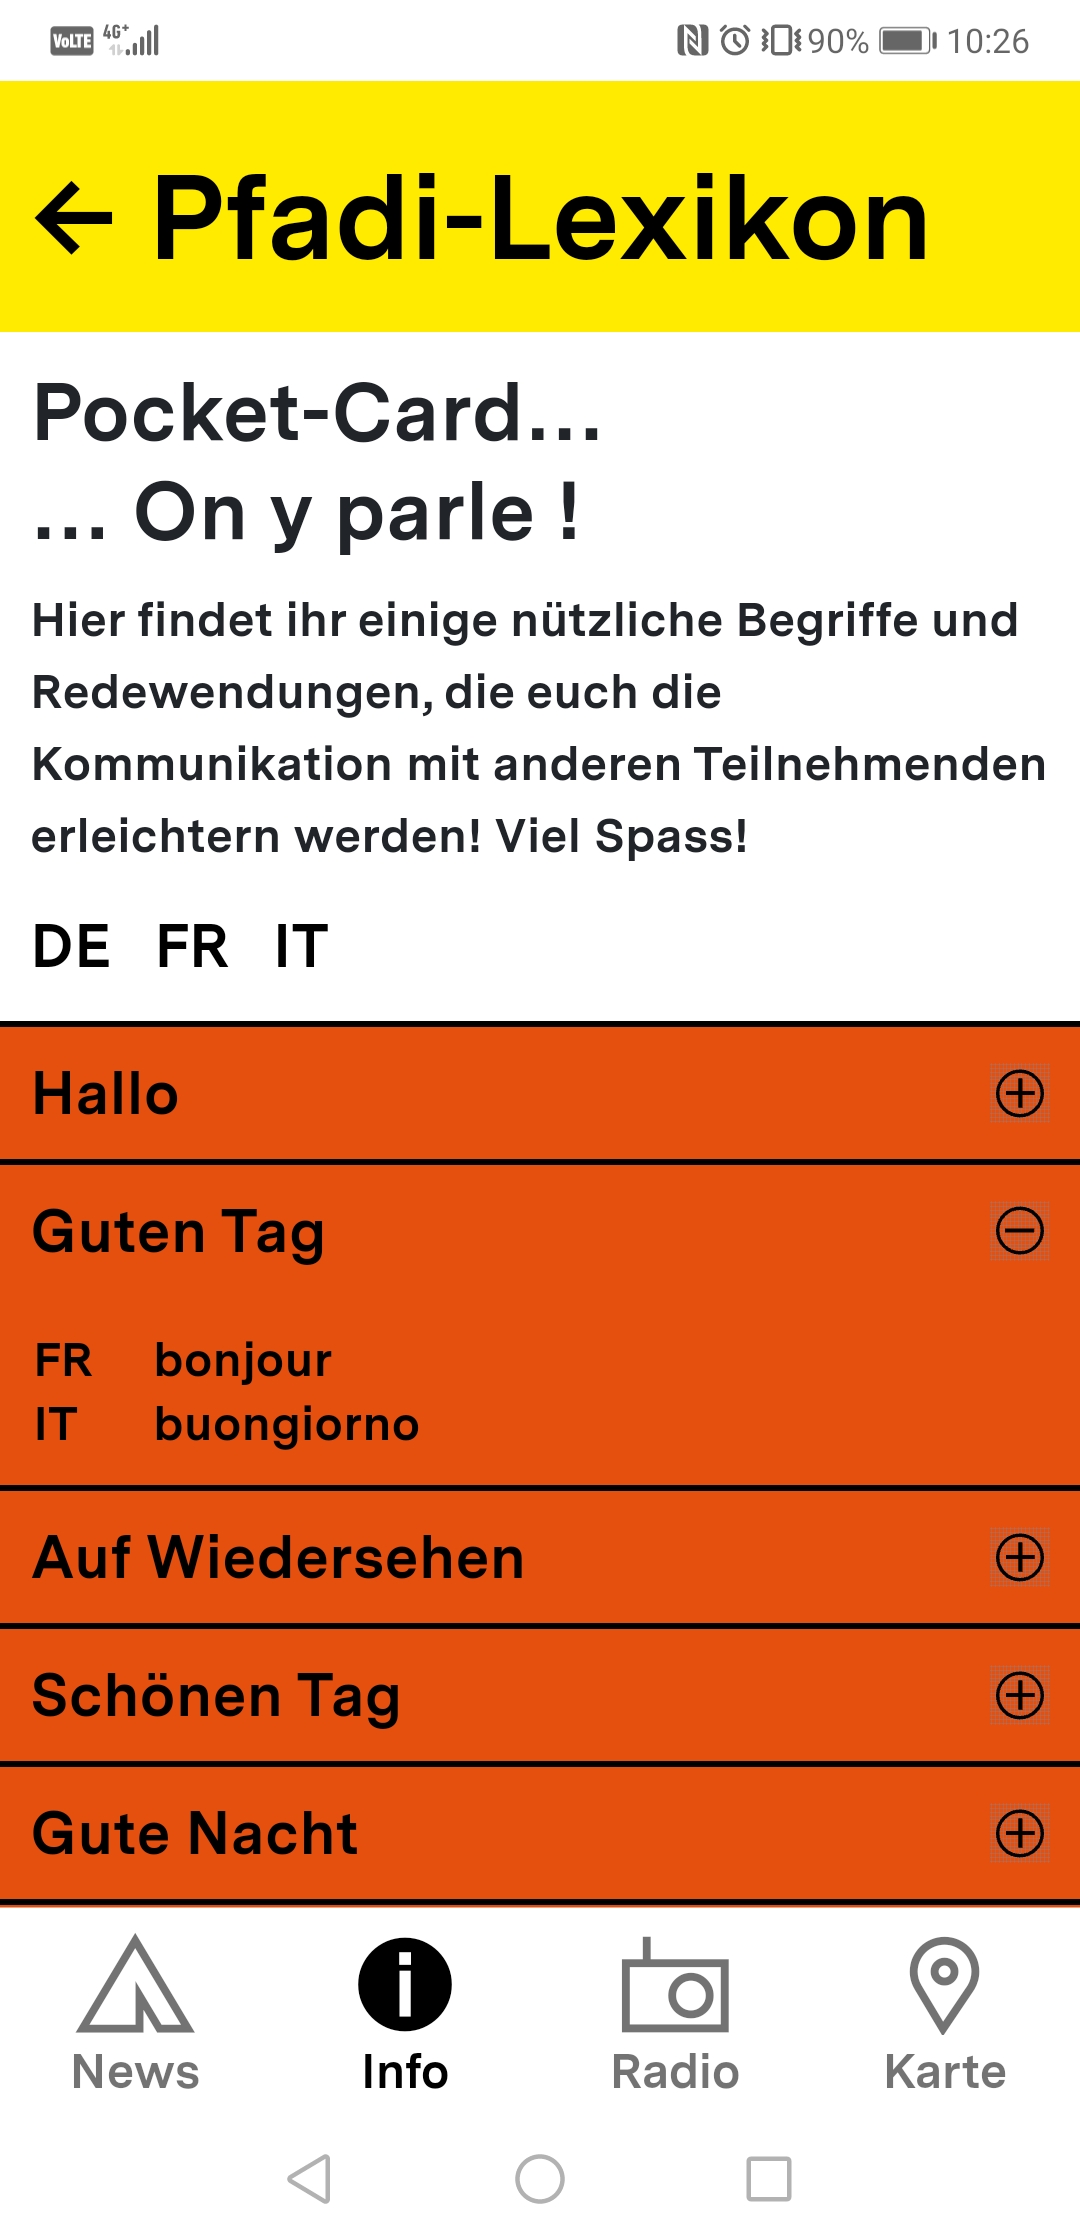 VoLTE 4G+ 90% 10:26
Pfadi-Lexikon
Pocket-Card...
... On y parle !
Hier findet ihr einige nützliche Begriffe und
Redewendungen, die euch die
Kommunikation mit anderen Teilnehmenden
erleichtern werden! Viel Spass!
DE FR IT
Hallo
Guten Tag
FR bonjour
IT buongiorno
Auf Wiedersehen
Schönen Tag
Gute Nacht
News Info Radio Karte